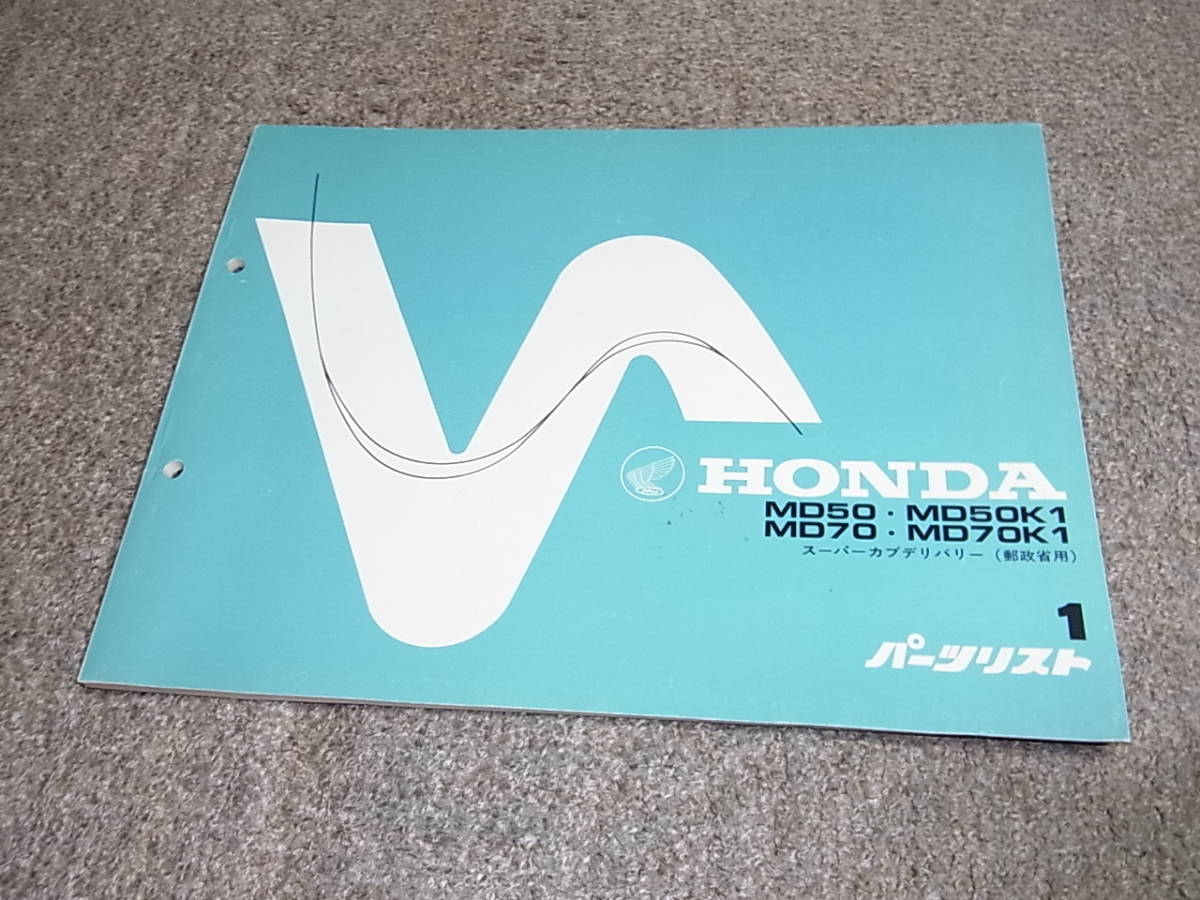 HONDA
MD50・MD50K1
MD70・MD70K1
スーパーカブデリバリー(郵政省用)
1
パーツリスト